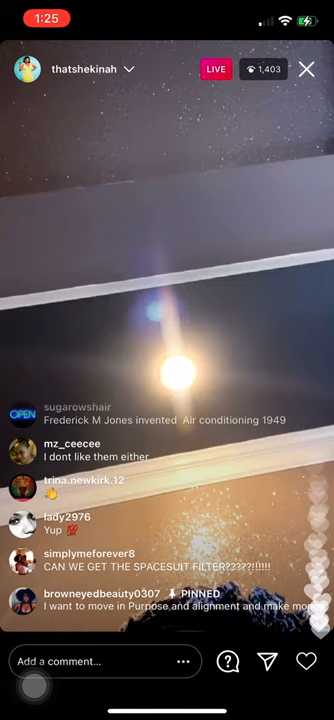 1:25
thatshekinah
LIVE
1,403
OPEN
sugarowshair
Frederick M Jones invented Air conditioning 1949
mz_ceecee
I dont like them either
trina.newkirk.12
👋
lady2976
Yup 💯
simplymeforever8
CAN WE GET THE SPACESUIT FILTER?????!!!!!!
browneyedbeauty0307 PINNED
I want to move in Purpose and alignment and make
Add a comment...